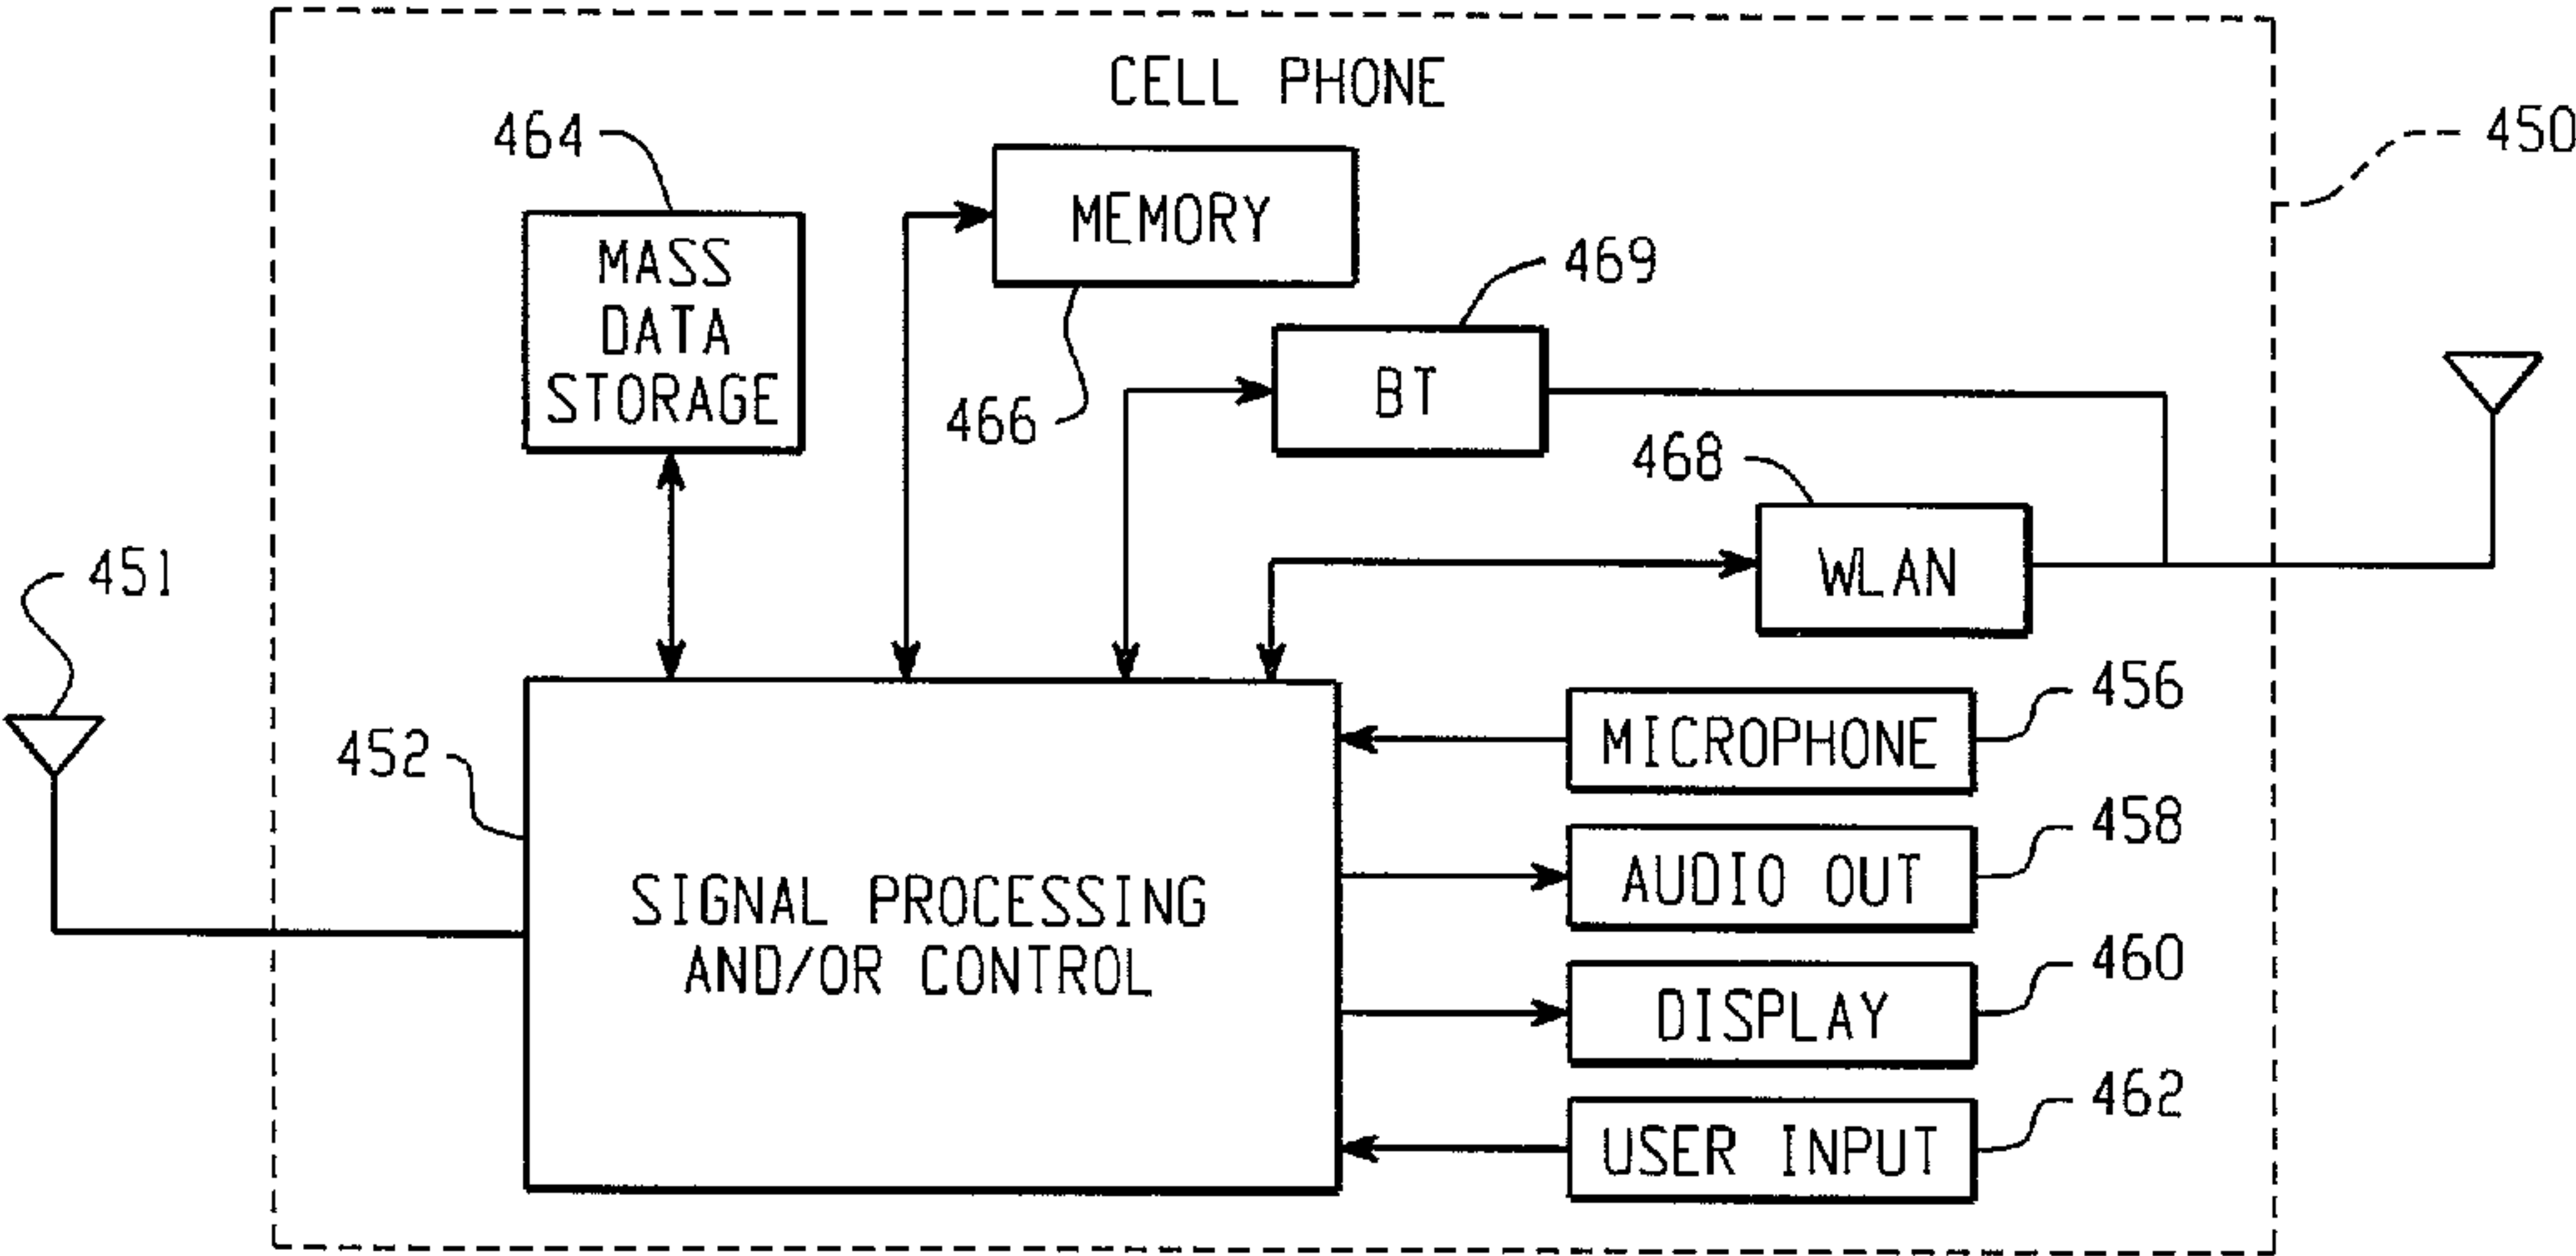 CELL PHONE
464
450
MEMORY
MASS
DATA
STORAGE
469
466
BT
468
451
WLAN
456
452
MICROPHONE
458
AUDIO OUT
SIGNAL PROCESSING
AND/OR CONTROL
460
DISPLAY
462
USER INPUT